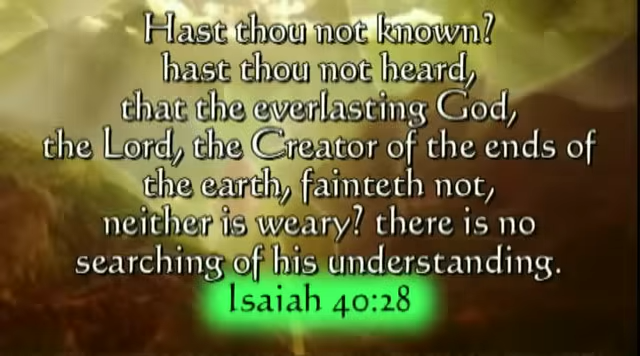 Hast thou not known?
hast thou not heard,
that the everlasting God,
the Lord, the Creator of the ends of
the earth, fainteth not,
neither is weary? there is no
searching of his understanding.
Isaiah 40:28